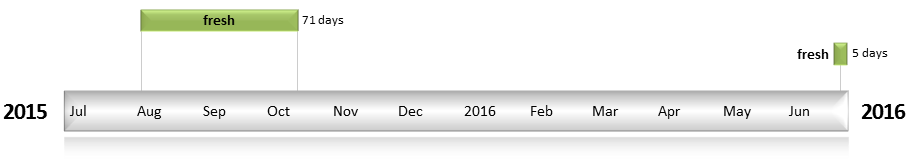 fresh 71 days
fresh 5 days
2015 Jul Aug Sep Oct Nov Dec 2016 Feb Mar Apr May Jun 2016